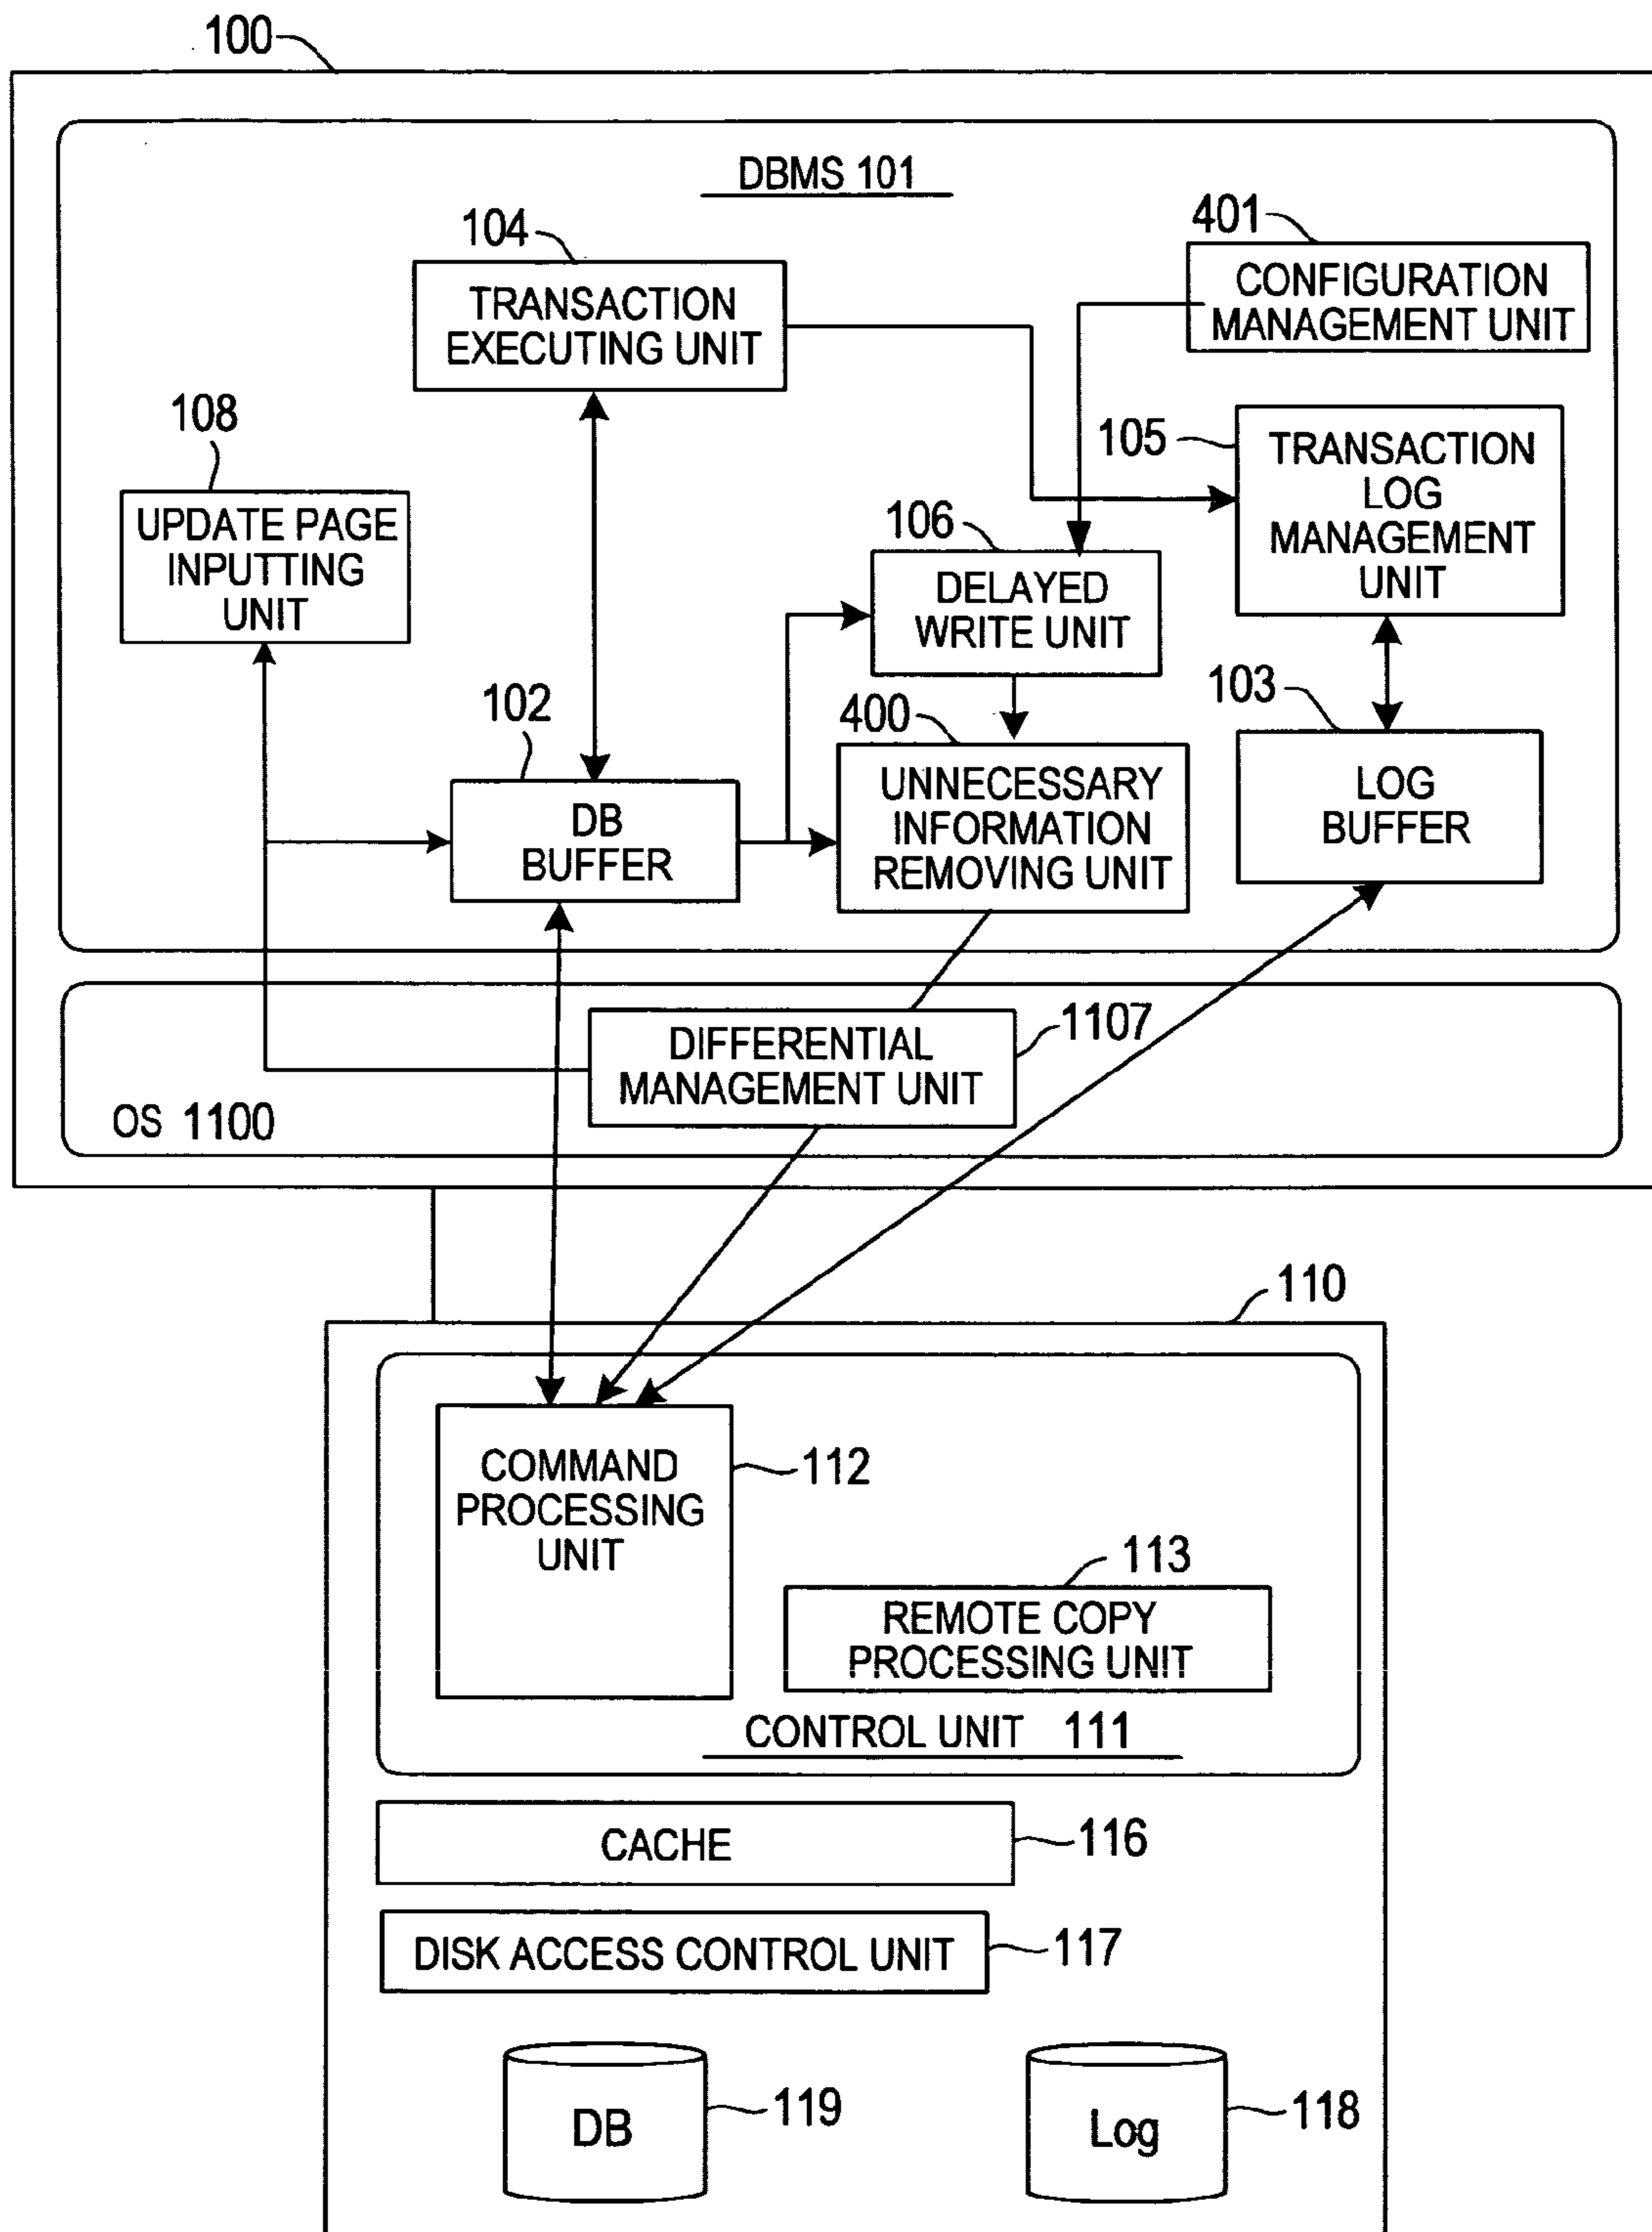 100
DBMS 101
104
TRANSACTION
EXECUTING UNIT
401
CONFIGURATION
MANAGEMENT UNIT
108
UPDATE PAGE
INPUTTING
UNIT
105
TRANSACTION
LOG
MANAGEMENT
UNIT
106
DELAYED
WRITE UNIT
102
DB
BUFFER
400
UNNECESSARY
INFORMATION
REMOVING UNIT
103
LOG
BUFFER
DIFFERENTIAL
MANAGEMENT UNIT
1107
OS 1100
110
COMMAND
PROCESSING
UNIT
112
113
REMOTE COPY
PROCESSING UNIT
CONTROL UNIT 111
CACHE
116
DISK ACCESS CONTROL UNIT
117
DB
119
Log
118